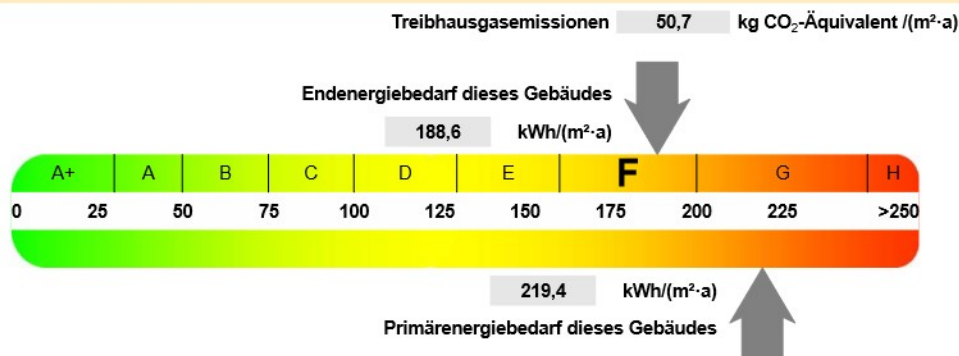 Treibhausgasemissionen 50,7 kg CO₂-Äquivalent /(m²·a)
Endenergiebedarf dieses Gebäudes
188,6 kWh/(m²·a)
A+ A B C D E F G H
0 25 50 75 100 125 150 175 200 225 >250
219,4 kWh/(m²·a)
Primärenergiebedarf dieses Gebäudes